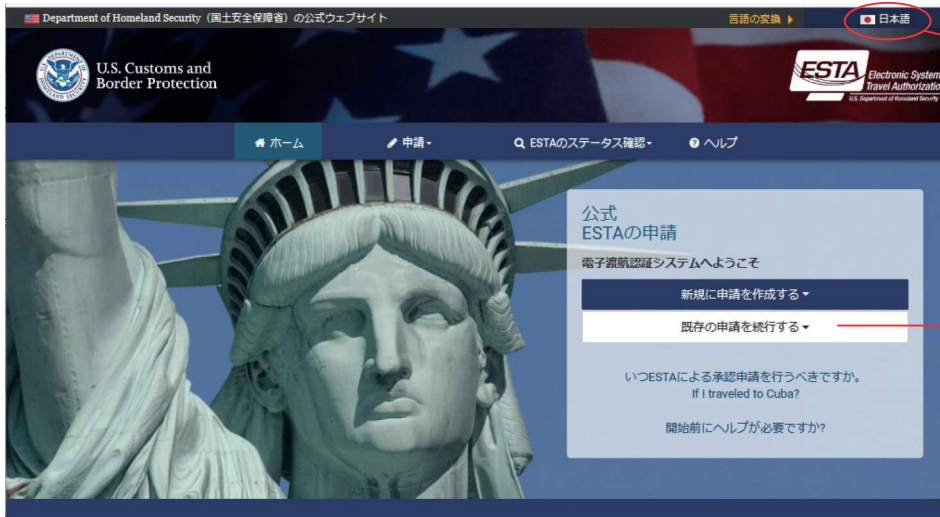 Department of Homeland Security（国土安全保障省）の公式ウェブサイト
言語の変換
日本語
U.S. Customs and
Border Protection
ESTA
Electronic System
Travel Authorizatio
U.S. Department of Homeland Security
ホーム
申請
ESTAのステータス確認
ヘルプ
公式
ESTAの申請
電子渡航認証システムへようこそ
新規に申請を作成する
既存の申請を続行する
いつESTAによる承認申請を行うべきですか。
If I traveled to Cuba?
開始前にヘルプが必要ですか?